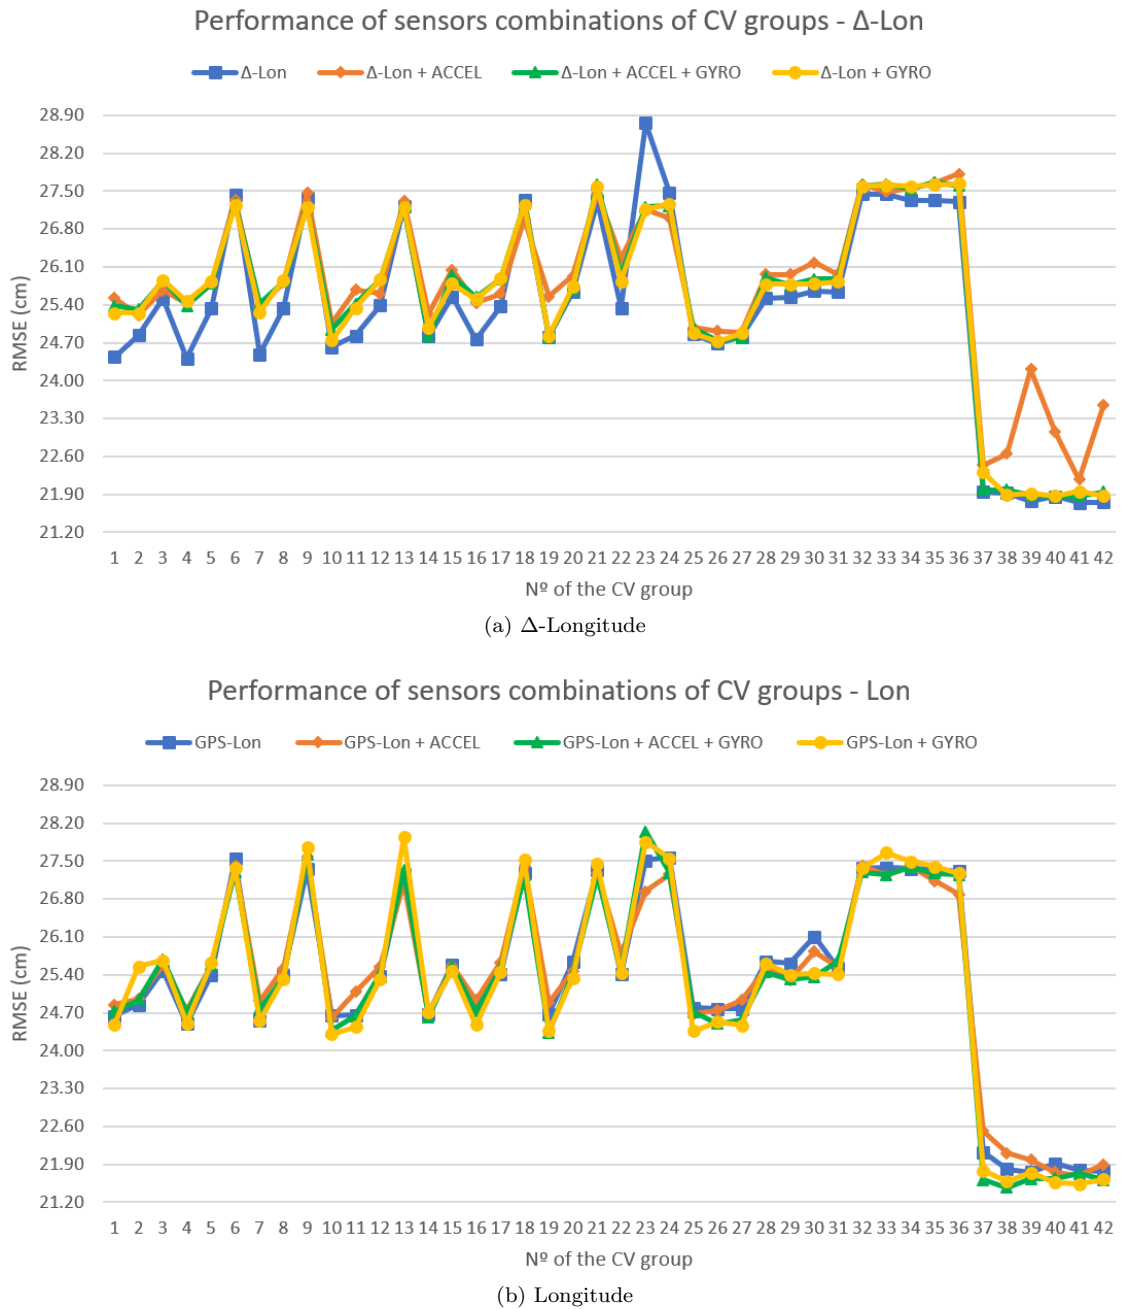 Performance of sensors combinations of CV groups - Δ-Lon
Δ-Lon Δ-Lon + ACCEL Δ-Lon + ACCEL + GYRO Δ-Lon + GYRO
28.90
28.20
27.50
26.80
26.10
25.40
24.70
24.00
23.30
22.60
21.90
21.20
RMSE (cm)
1 2 3 4 5 6 7 8 9 10 11 12 13 14 15 16 17 18 19 20 21 22 23 24 25 26 27 28 29 30 31 32 33 34 35 36 37 38 39 40 41 42
Nº of the CV group
(a) Δ-Longitude
Performance of sensors combinations of CV groups - Lon
GPS-Lon GPS-Lon + ACCEL GPS-Lon + ACCEL + GYRO GPS-Lon + GYRO
28.90
28.20
27.50
26.80
26.10
25.40
24.70
24.00
23.30
22.60
21.90
21.20
RMSE (cm)
1 2 3 4 5 6 7 8 9 10 11 12 13 14 15 16 17 18 19 20 21 22 23 24 25 26 27 28 29 30 31 32 33 34 35 36 37 38 39 40 41 42
Nº of the CV group
(b) Longitude